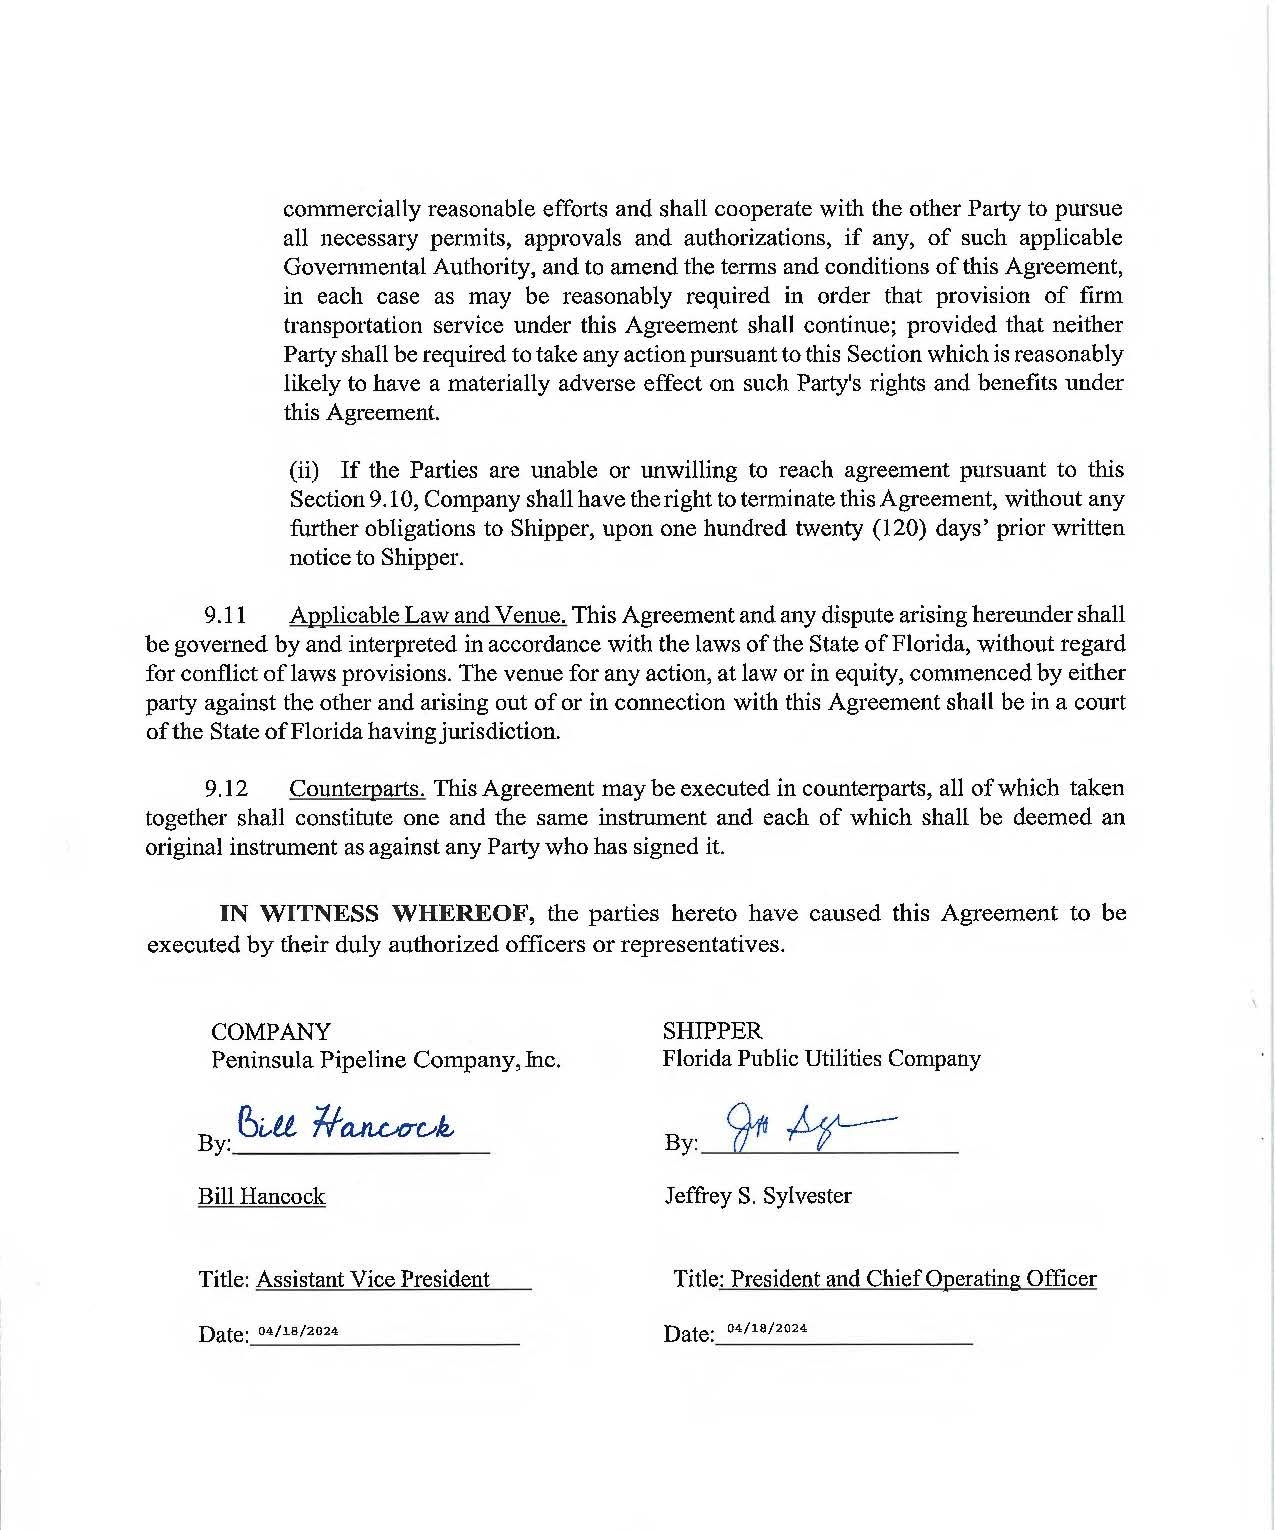 commercially reasonable efforts and shall cooperate with the other Party to pursue
all necessary permits, approvals and authorizations, if any, of such applicable
Governmental Authority, and to amend the terms and conditions of this Agreement,
in each case as may be reasonably required in order that provision of firm
transportation service under this Agreement shall continue; provided that neither
Party shall be required to take any action pursuant to this Section which is reasonably
likely to have a materially adverse effect on such Party's rights and benefits under
this Agreement.
(ii) If the Parties are unable or unwilling to reach agreement pursuant to this
Section 9.10, Company shall have the right to terminate this Agreement, without any
further obligations to Shipper, upon one hundred twenty (120) days’ prior written
notice to Shipper.
9.11 Applicable Law and Venue. This Agreement and any dispute arising hereunder shall
be governed by and interpreted in accordance with the laws of the State of Florida, without regard
for conflict of laws provisions. The venue for any action, at law or in equity, commenced by either
party against the other and arising out of or in connection with this Agreement shall be in a court
of the State of Florida having jurisdiction.
9.12 Counterparts. This Agreement may be executed in counterparts, all of which taken
together shall constitute one and the same instrument and each of which shall be deemed an
original instrument as against any Party who has signed it.
IN WITNESS WHEREOF, the parties hereto have caused this Agreement to be
executed by their duly authorized officers or representatives.
COMPANY
Peninsula Pipeline Company, Inc.
By: Bill Hancock
Bill Hancock
Title: Assistant Vice President
Date: 04/18/2024
SHIPPER
Florida Public Utilities Company
By:
Jeffrey S. Sylvester
Title: President and Chief Operating Officer
Date: 04/18/2024